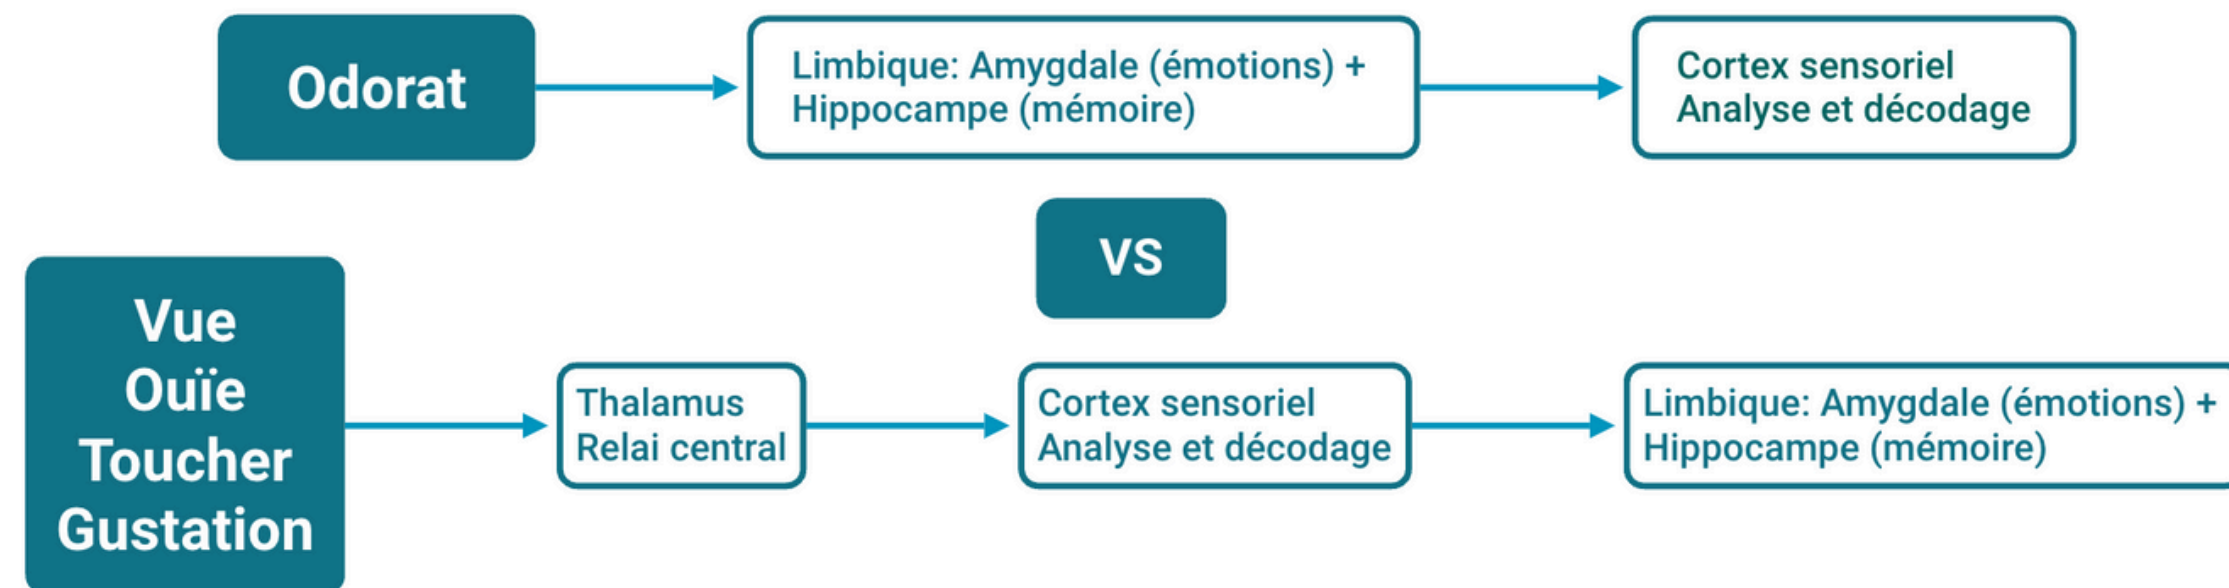 Odorat
Limbique: Amygdale (émotions) +
Hippocampe (mémoire)
Cortex sensoriel
Analyse et décodage
VS
Vue
Ouïe
Toucher
Gustation
Thalamus
Relai central
Cortex sensoriel
Analyse et décodage
Limbique: Amygdale (émotions) +
Hippocampe (mémoire)